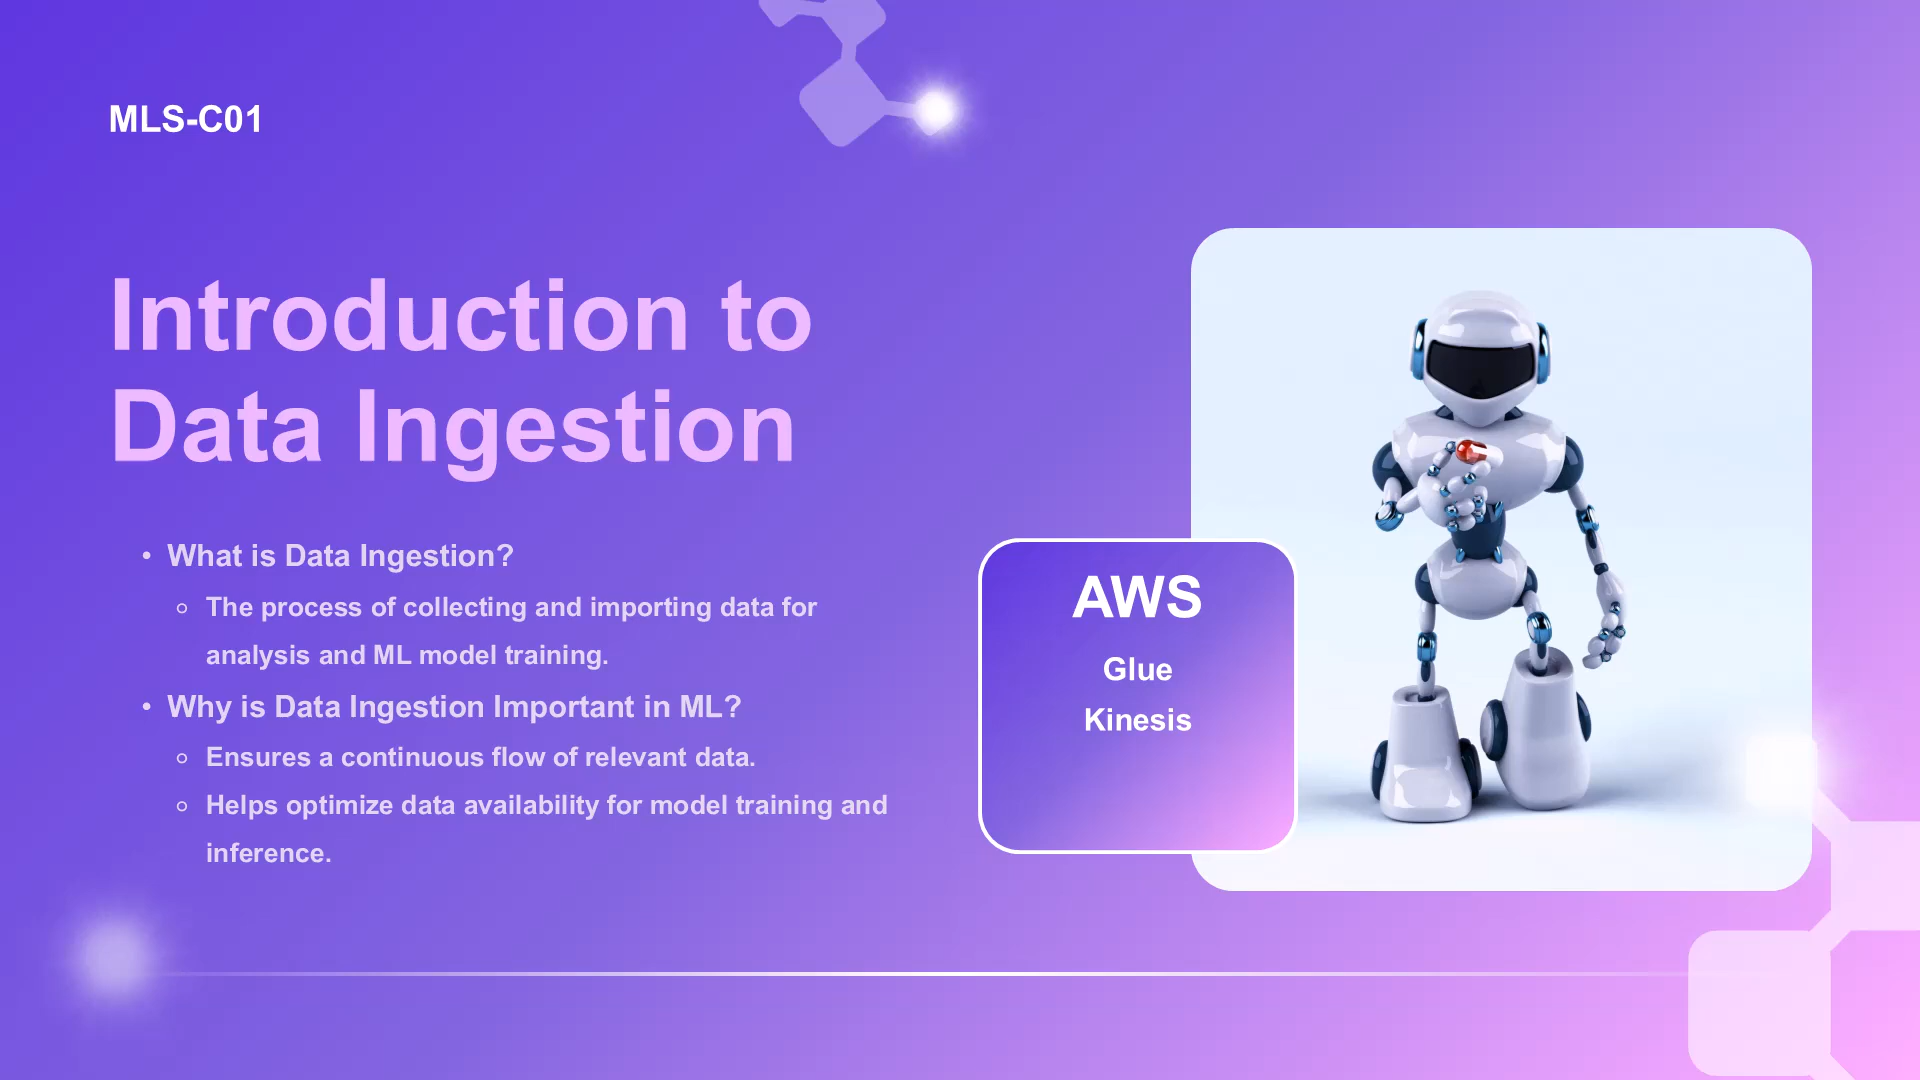 MLS-C01
Introduction to
Data Ingestion
• What is Data Ingestion?
○ The process of collecting and importing data for
analysis and ML model training.
• Why is Data Ingestion Important in ML?
○ Ensures a continuous flow of relevant data.
○ Helps optimize data availability for model training and
inference.
AWS
Glue
Kinesis